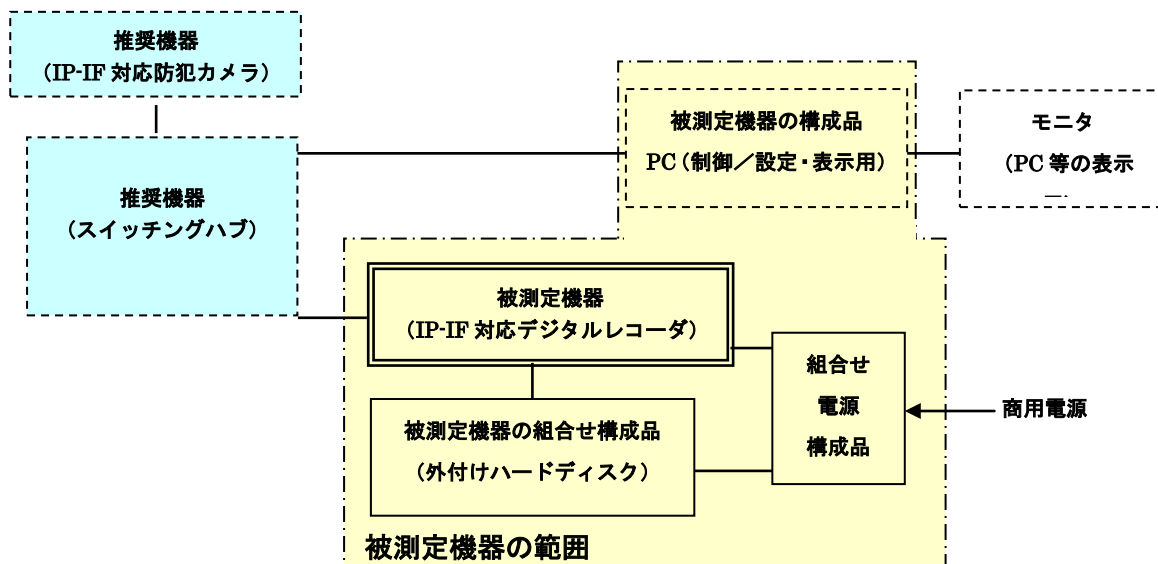 推奨機器
（IP-IF 対応防犯カメラ）
推奨機器
（スイッチングハブ）
被測定機器の構成品
PC（制御／設定・表示用）
モニタ
（PC 等の表示
被測定機器
（IP-IF 対応デジタルレコーダ）
組合せ
電源
構成品
商用電源
被測定機器の組合せ構成品
（外付けハードディスク）
被測定機器の範囲